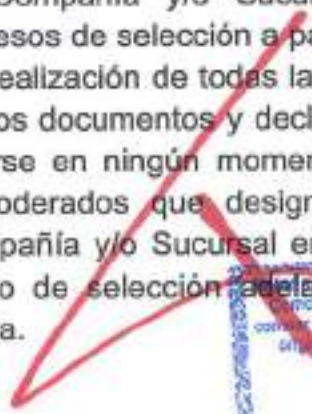 Compañía y/o Sucur
esos de selección a pa
ealización de todas la
os documentos y decl
rse en ningún momen
oderados que design
pañía y/o Sucursal en
o de selección adela
a.